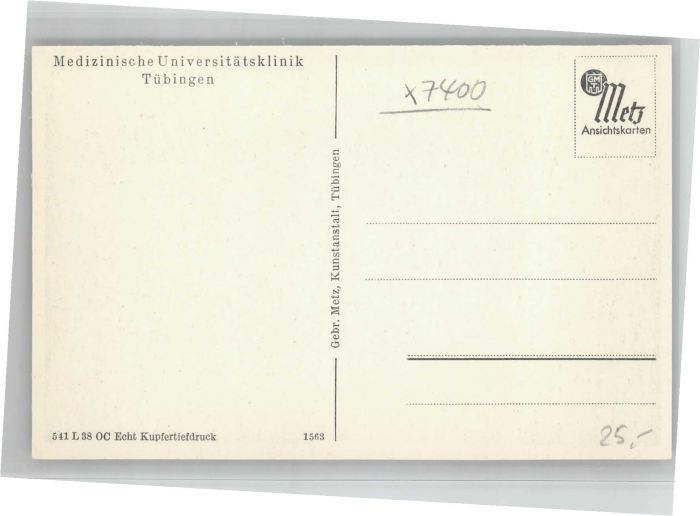 Medizinische Universitätsklinik
Tübingen
x7400
GMT
Metz
Ansichtskarten
Gebr. Metz, Kunstanstalt, Tübingen
541 L 38 OC Echt Kupfertiefdruck
1563
25,-